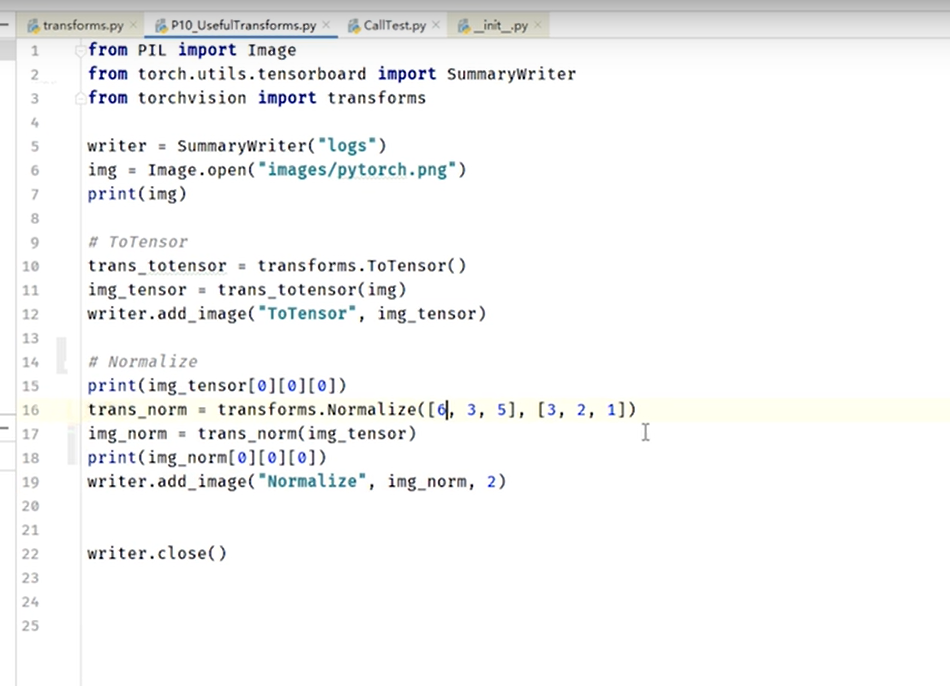 transforms.py × P10_UsefulTransforms.py × CallTest.py × __init__.py ×
1 from PIL import Image
2 from torch.utils.tensorboard import SummaryWriter
3 from torchvision import transforms
4
5 writer = SummaryWriter("logs")
6 img = Image.open("images/pytorch.png")
7 print(img)
8
9 # ToTensor
10 trans_totensor = transforms.ToTensor()
11 img_tensor = trans_totensor(img)
12 writer.add_image("ToTensor", img_tensor)
13
14 # Normalize
15 print(img_tensor[0][0][0])
16 trans_norm = transforms.Normalize([6, 3, 5], [3, 2, 1])
17 img_norm = trans_norm(img_tensor)
18 print(img_norm[0][0][0])
19 writer.add_image("Normalize", img_norm, 2)
20
21
22 writer.close()
23
24
25